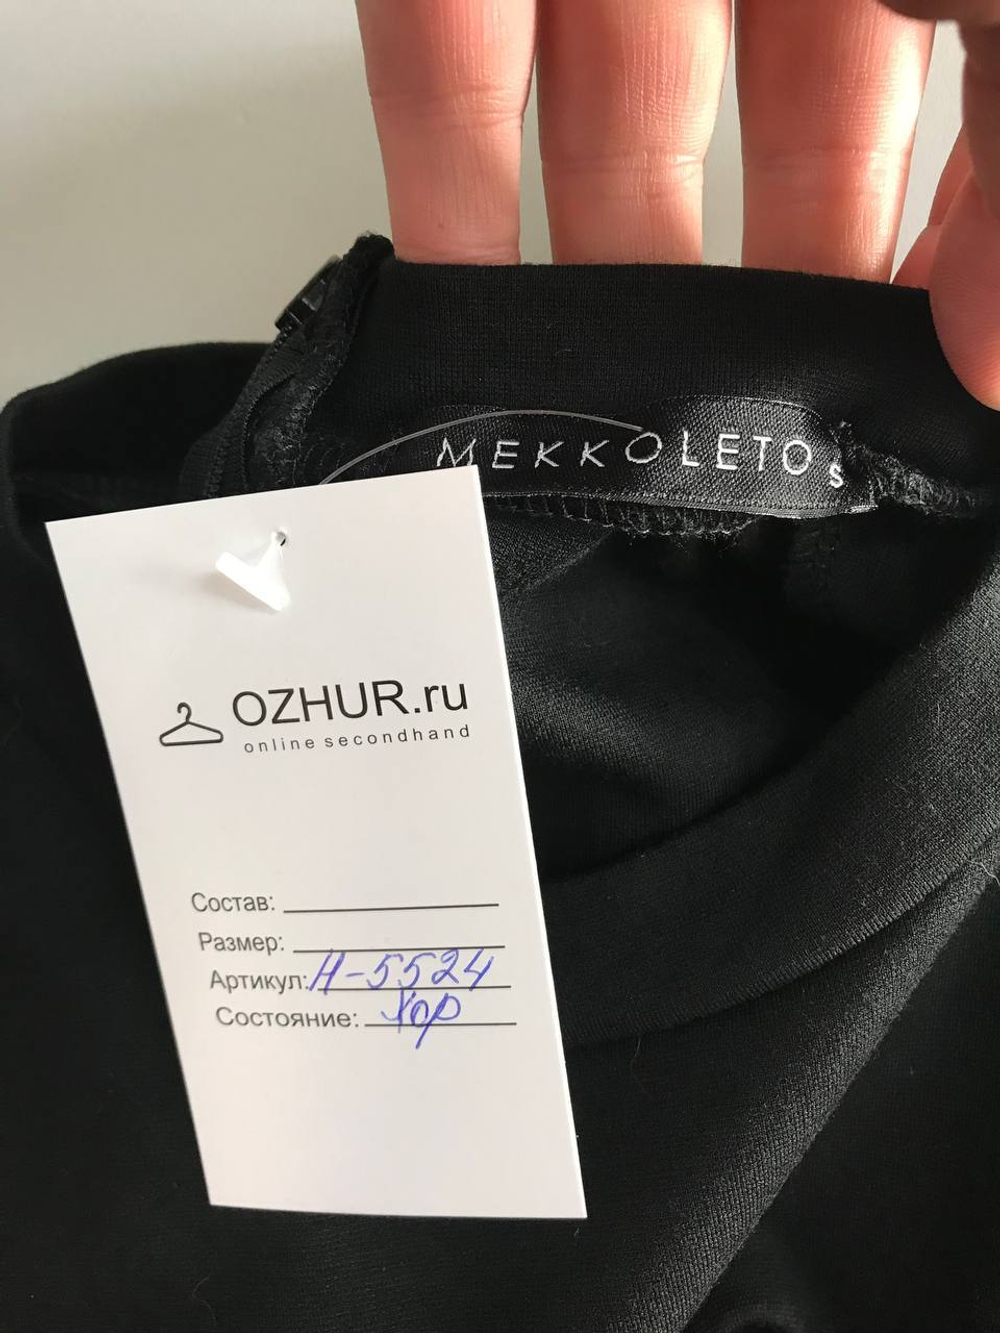 MEKKOLETO S
OZHUR.ru
online secondhand
Состав:
Размер:
Артикул: Н-5524
Состояние: Хор